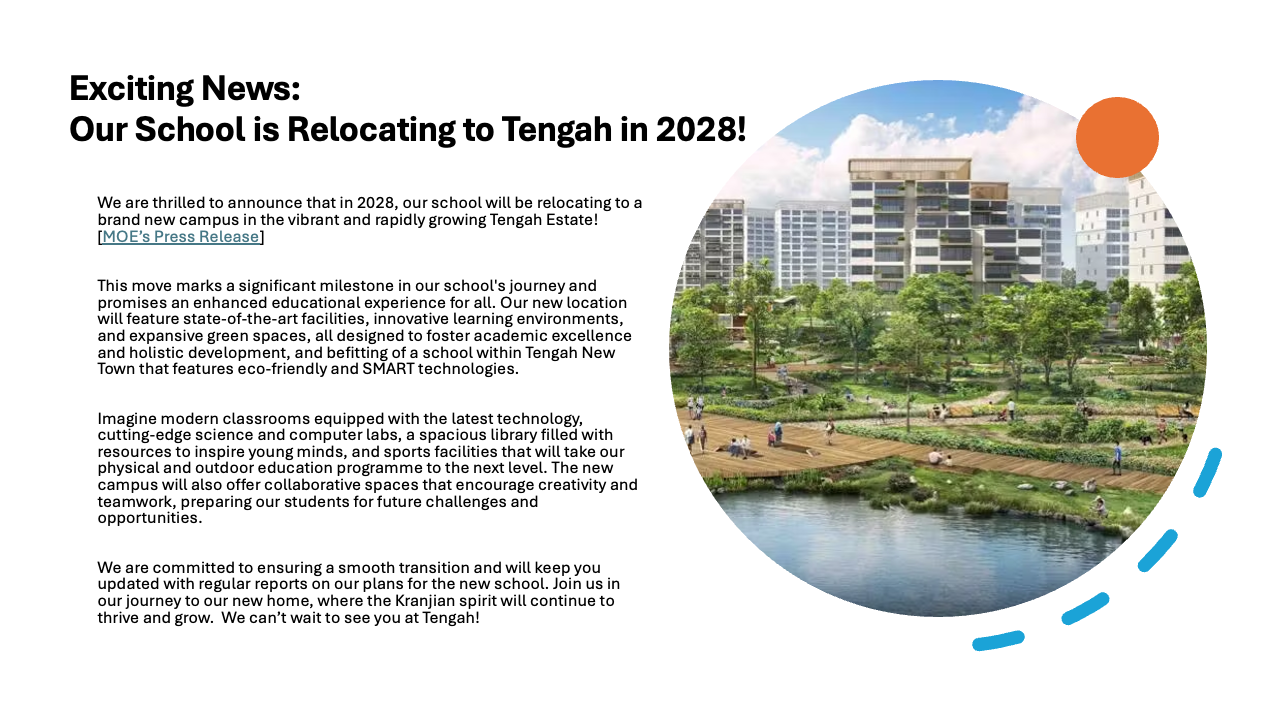 Exciting News:
Our School is Relocating to Tengah in 2028!
We are thrilled to announce that in 2028, our school will be relocating to a
brand new campus in the vibrant and rapidly growing Tengah Estate!
[MOE’s Press Release]
This move marks a significant milestone in our school's journey and
promises an enhanced educational experience for all. Our new location
will feature state-of-the-art facilities, innovative learning environments,
and expansive green spaces, all designed to foster academic excellence
and holistic development, and befitting of a school within Tengah New
Town that features eco-friendly and SMART technologies.
Imagine modern classrooms equipped with the latest technology,
cutting-edge science and computer labs, a spacious library filled with
resources to inspire young minds, and sports facilities that will take our
physical and outdoor education programme to the next level. The new
campus will also offer collaborative spaces that encourage creativity and
teamwork, preparing our students for future challenges and
opportunities.
We are committed to ensuring a smooth transition and will keep you
updated with regular reports on our plans for the new school. Join us in
our journey to our new home, where the Kranjian spirit will continue to
thrive and grow.  We can’t wait to see you at Tengah!